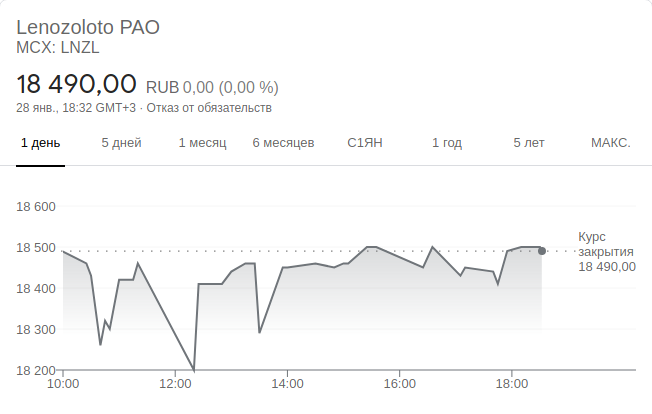 Lenozoloto PAO
MCX: LNZL
18 490,00 RUB 0,00 (0,00 %)
28 янв., 18:32 GMT+3 · Отказ от обязательств
1 день 5 дней 1 месяц 6 месяцев С1ЯН 1 год 5 лет МАКС.
18 600
18 500
18 400
18 300
18 200
Курс
закрытия
18 490,00
10:00 12:00 14:00 16:00 18:00